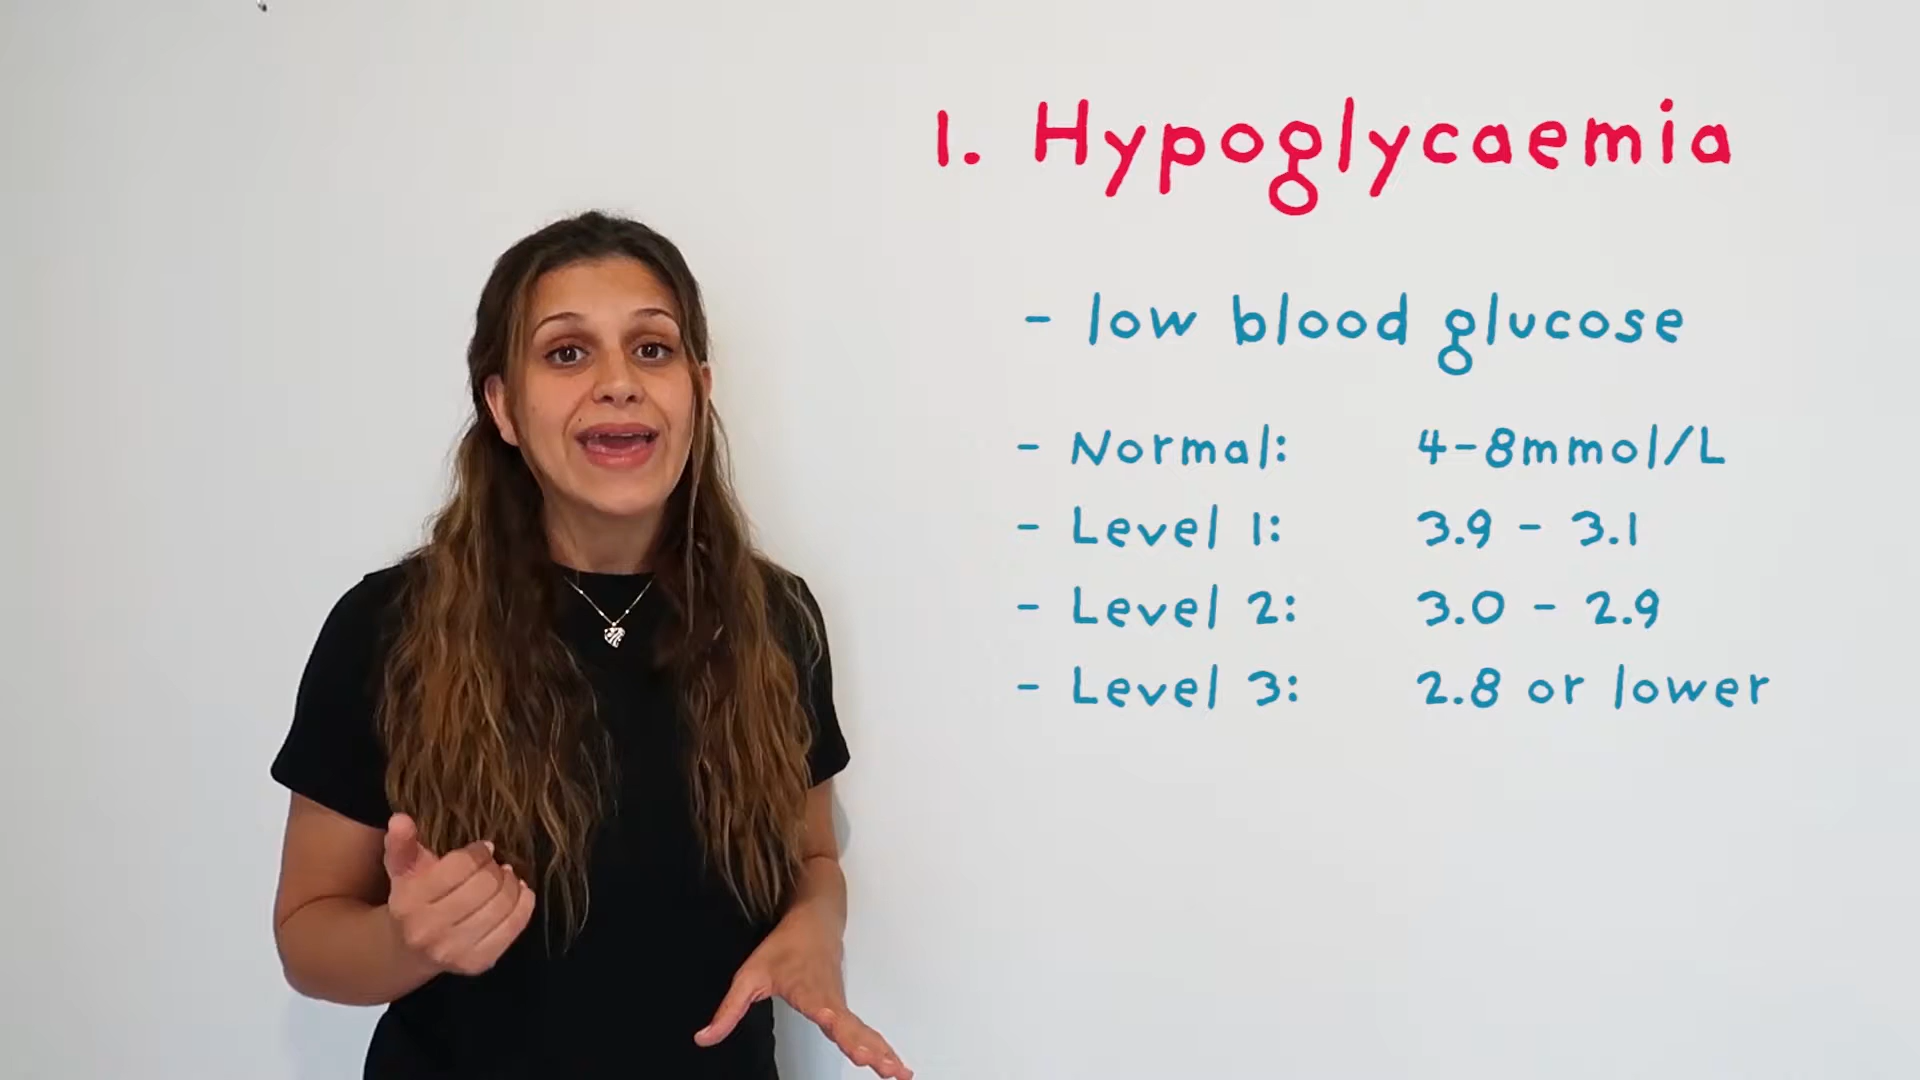 1. Hypoglycaemia
- low blood glucose
- Normal: 4-8mmol/L
- Level 1: 3.9 - 3.1
- Level 2: 3.0 - 2.9
- Level 3: 2.8 or lower